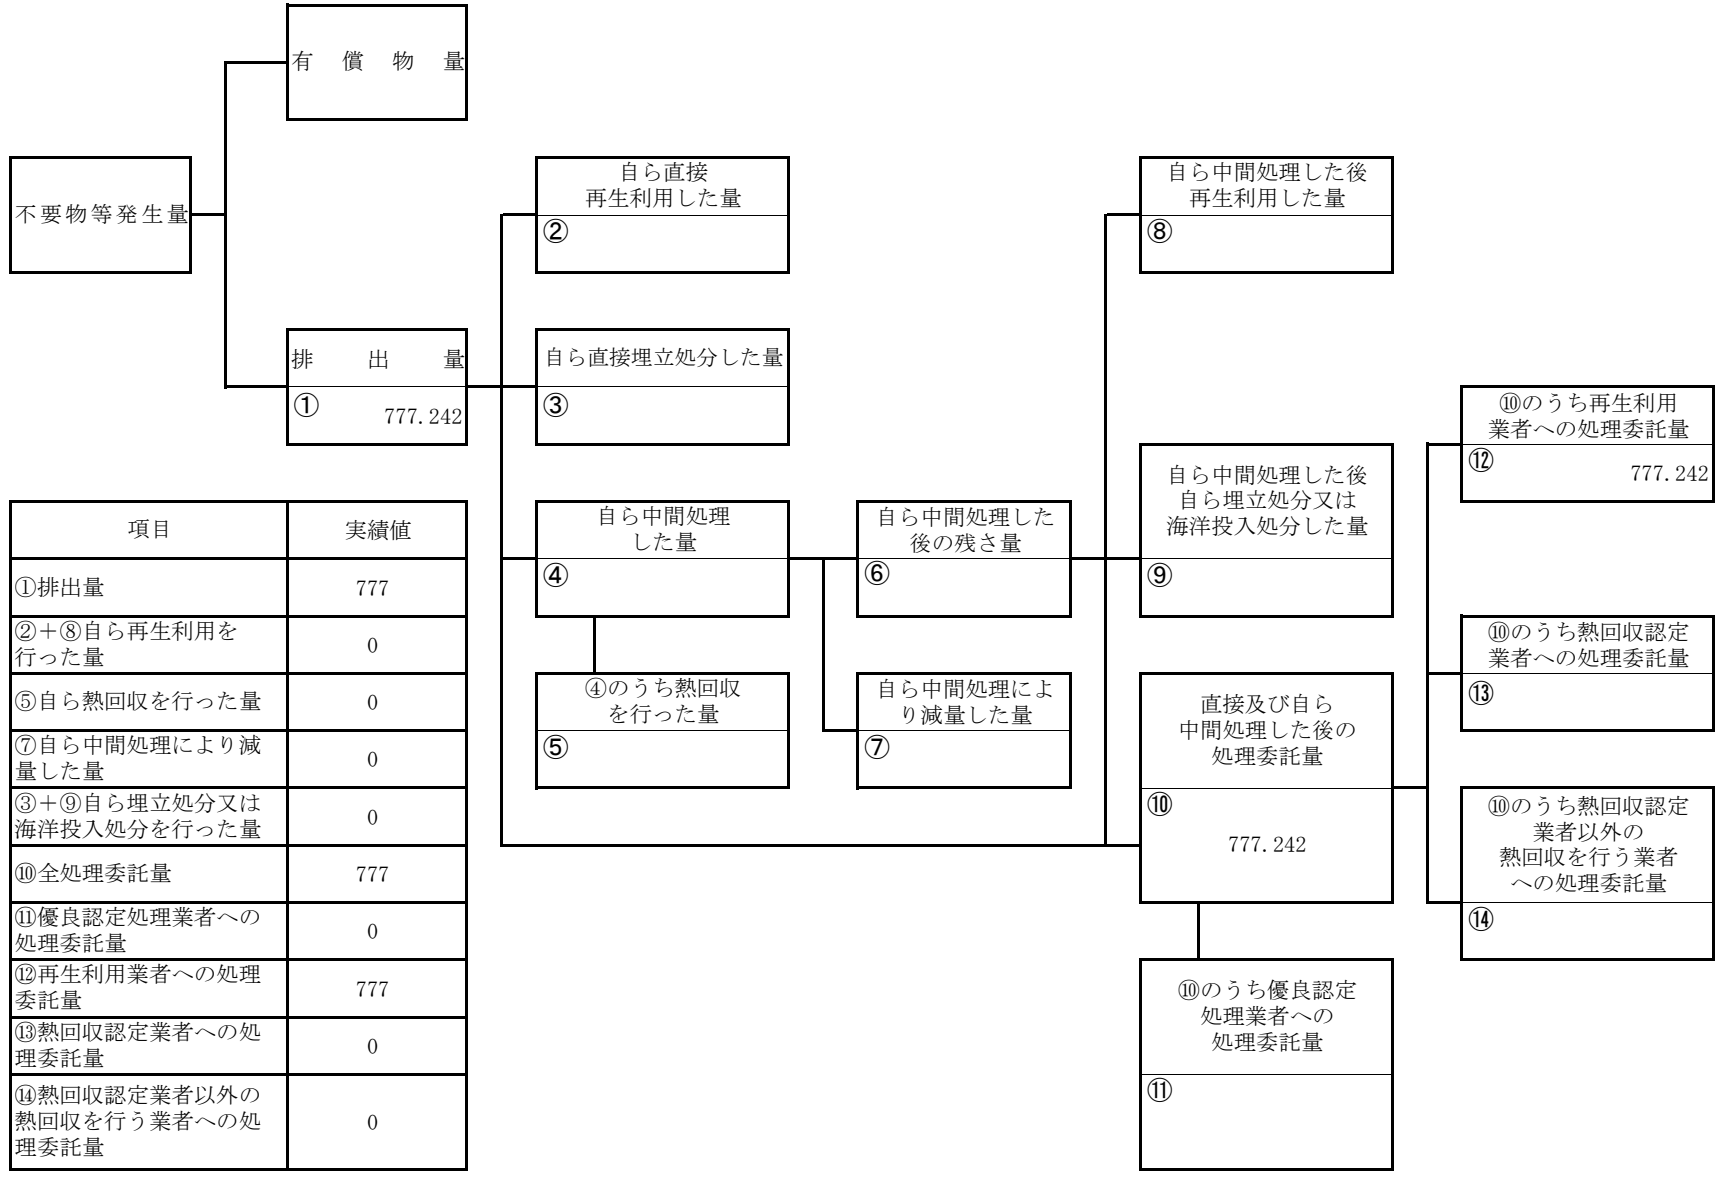 有償物量
不要物等発生量
自ら直接
再生利用した量
②
自ら中間処理した後
再生利用した量
⑧
排出量
①
777.242
自ら直接埋立処分した量
③
⑩のうち再生利用
業者への処理委託量
⑫
777.242
自ら中間処理した後
自ら埋立処分又は
海洋投入処分した量
⑨
自ら中間処理
した量
④
自ら中間処理した
後の残さ量
⑥
④のうち熱回収
を行った量
⑤
自ら中間処理によ
り減量した量
⑦
直接及び自ら
中間処理した後の
処理委託量
⑩
777.242
⑩のうち熱回収認定
業者への処理委託量
⑬
⑩のうち熱回収認定
業者以外の
熱回収を行う業者
への処理委託量
⑭
⑩のうち優良認定
処理業者への
処理委託量
⑪
項目 実績値
①排出量 777
②＋⑧自ら再生利用を
行った量 0
⑤自ら熱回収を行った量 0
⑦自ら中間処理により減
量した量 0
③＋⑨自ら埋立処分又は
海洋投入処分を行った量 0
⑩全処理委託量 777
⑪優良認定処理業者への
処理委託量 0
⑫再生利用業者への処理
委託量 777
⑬熱回収認定業者への処
理委託量 0
⑭熱回収認定業者以外の
熱回収を行う業者への処
理委託量 0